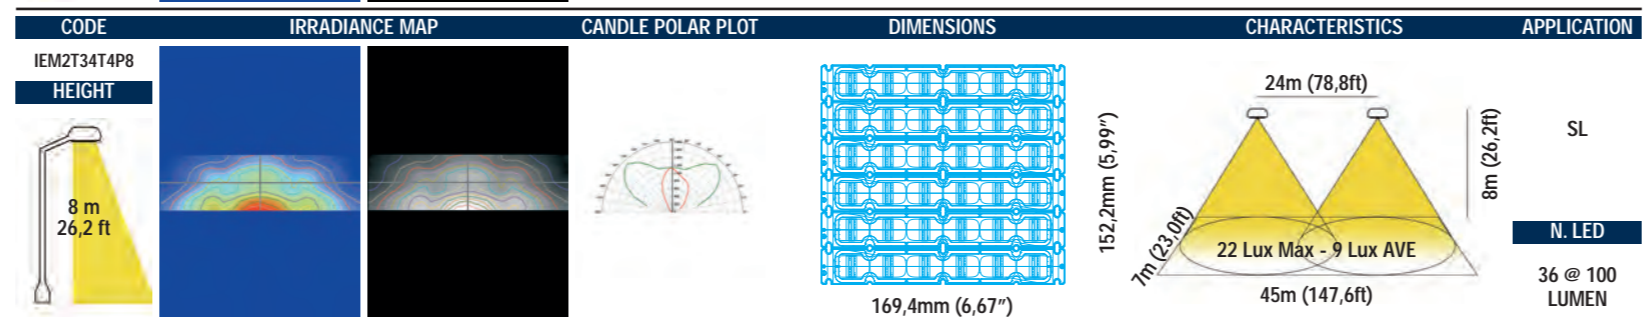 CODE
IRRADIANCE MAP
CANDLE POLAR PLOT
DIMENSIONS
CHARACTERISTICS
APPLICATION
IEM2T34T4P8
HEIGHT
8 m
26,2 ft
169,4mm (6,67")
152,2mm (5,99")
24m (78,8ft)
8m (26,2ft)
7m (23,0ft)
22 Lux Max - 9 Lux AVE
45m (147,6ft)
SL
N. LED
36 @ 100
LUMEN